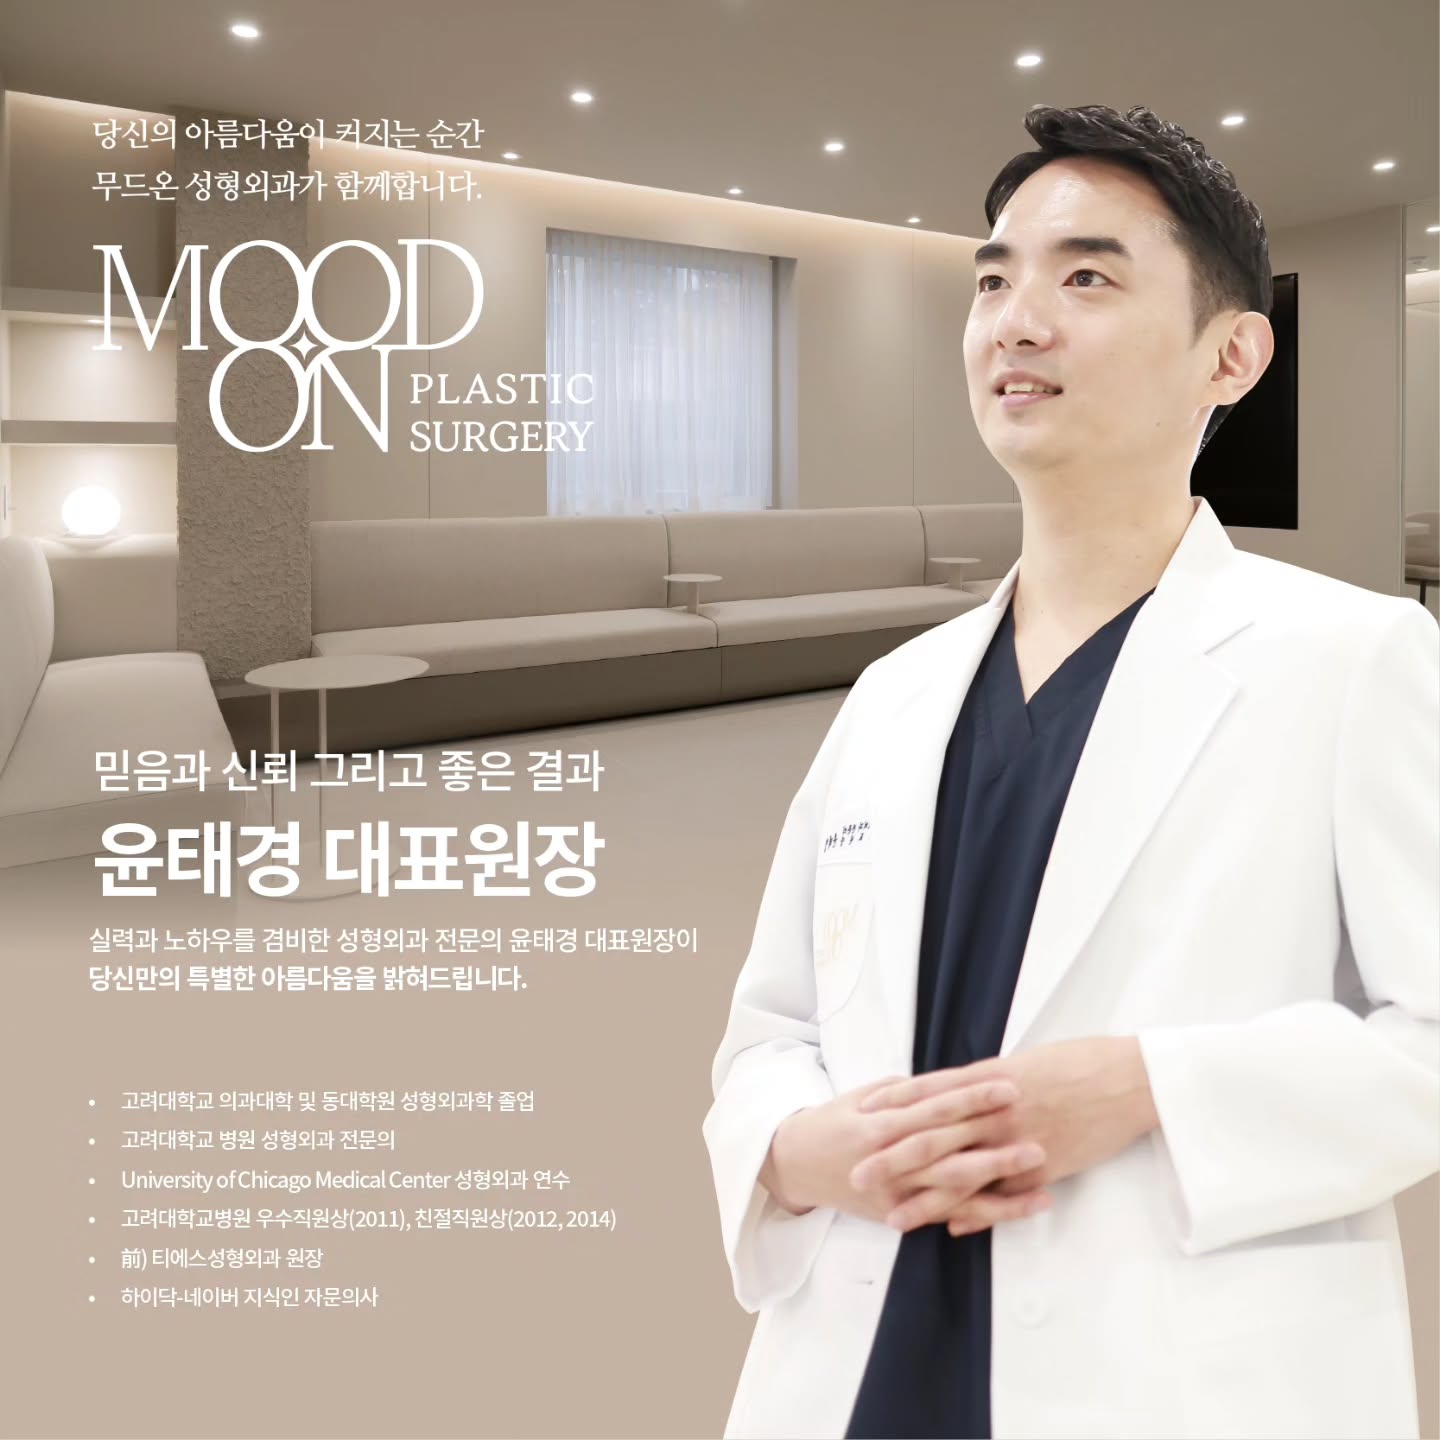 당신의 아름다움이 커지는 순간
무드온 성형외과가 함께합니다.
MOOD
ON PLASTIC
SURGERY
믿음과 신뢰 그리고 좋은 결과
윤태경 대표원장
실력과 노하우를 겸비한 성형외과 전문의 윤태경 대표원장이
당신만의 특별한 아름다움을 밝혀드립니다.
• 고려대학교 의과대학 및 동대학원 성형외과학 졸업
• 고려대학교 병원 성형외과 전문의
• University of Chicago Medical Center 성형외과 연수
• 고려대학교병원 우수직원상(2011), 친절직원상(2012, 2014)
• 前) 티에스성형외과 원장
• 하이닥-네이버 지식인 자문의사